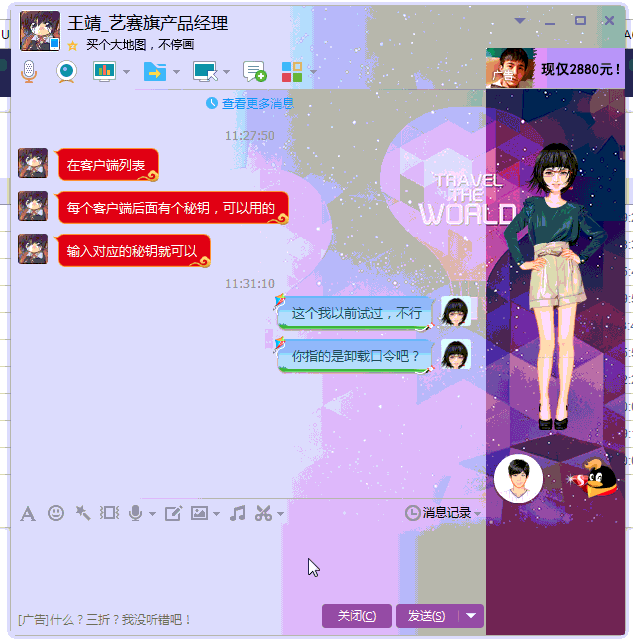 王靖_艺赛旗产品经理
买个大地图，不停画
现仅2880元！
查看更多消息
11:27:50
在客户端列表
每个客户端后面有个秘钥，可以用的
输入对应的秘钥就可以
TRAVEL
THE
WORLD
11:31:10
这个我以前试过，不行
你指的是卸载口令吧？
消息记录
[广告]什么？三折？我没听错吧！
关闭(C)
发送(S)